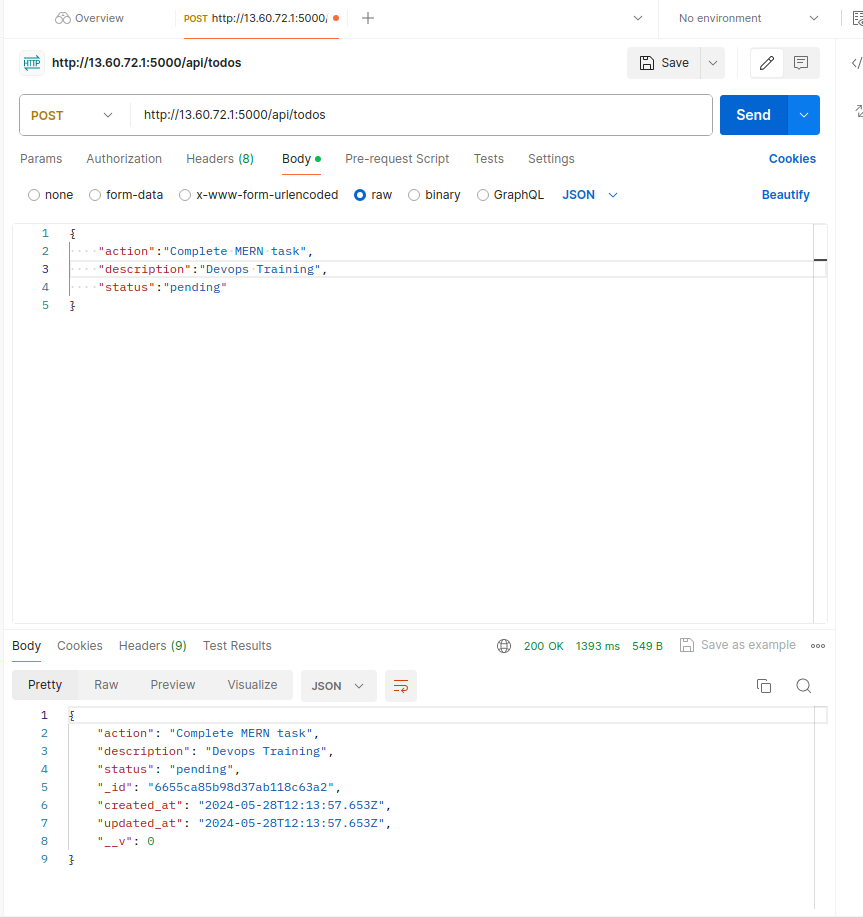 Overview POST http://13.60.72.1:5000/ No environment
HTTP http://13.60.72.1:5000/api/todos Save
POST http://13.60.72.1:5000/api/todos Send
Params Authorization Headers (8) Body Pre-request Script Tests Settings Cookies
none form-data x-www-form-urlencoded raw binary GraphQL JSON Beautify
1 {
2 "action":"Complete MERN task",
3 "description":"Devops Training",
4 "status":"pending"
5 }
Body Cookies Headers (9) Test Results 200 OK 1393 ms 549 B Save as example
Pretty Raw Preview Visualize JSON
1 {
2 "action": "Complete MERN task",
3 "description": "Devops Training",
4 "status": "pending",
5 "_id": "6655ca85b98d37ab118c63a2",
6 "created_at": "2024-05-28T12:13:57.653Z",
7 "updated_at": "2024-05-28T12:13:57.653Z",
8 "__v": 0
9 }